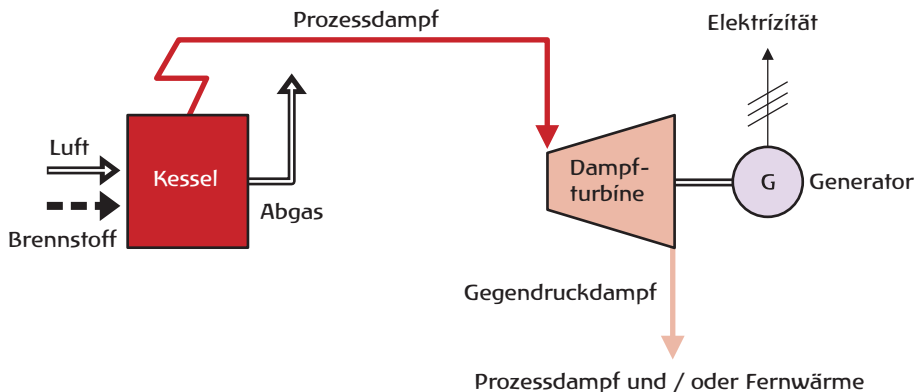 Prozessdampf
Elektrizität
Luft
Kessel
Dampf-
turbine
G
Generator
Abgas
Brennstoff
Gegendruckdampf
Prozessdampf und / oder Fernwärme